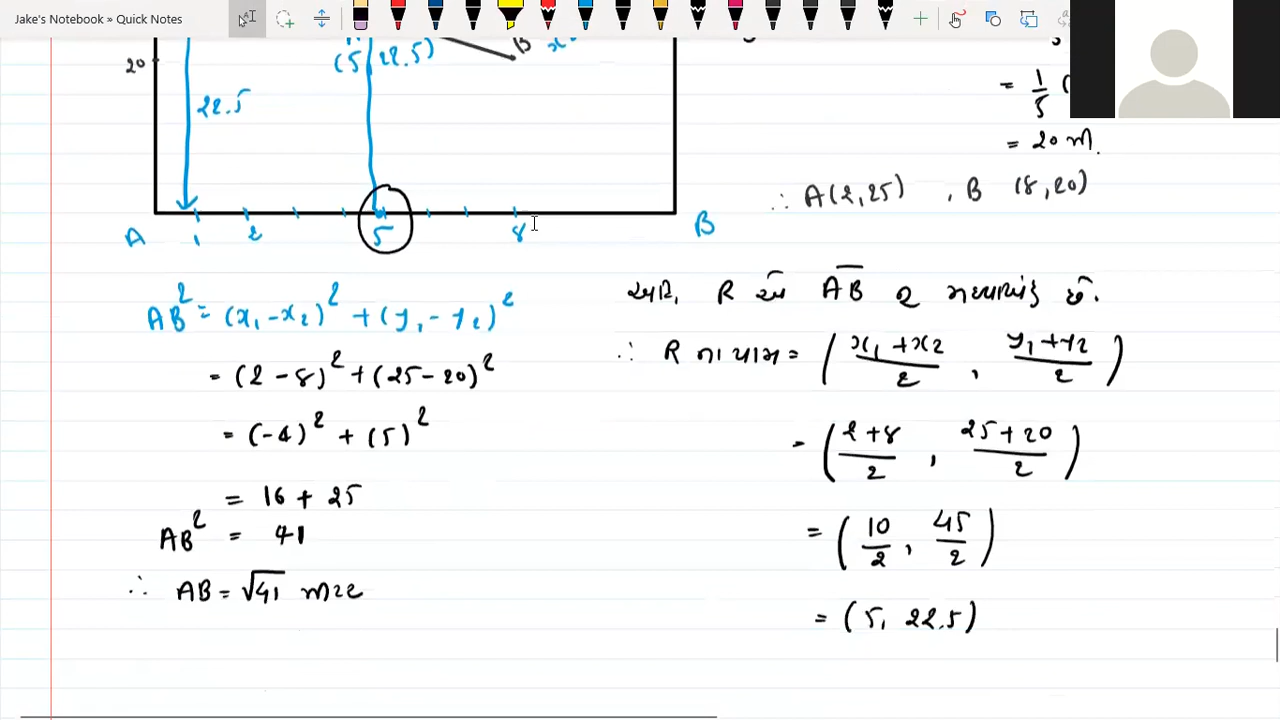 Jake's Notebook » Quick Notes
20
(5, 22.5)
B
22.5
A 1 2 5 8 B
= 1/5
= 20 મી.
∴ A(2,25) , B (8,20)
AB² = (x₁-x₂)² + (y₁-y₂)²
= (2-8)² + (25-20)²
= (-4)² + (5)²
= 16 + 25
AB² = 41
∴ AB = √41 મીટર
R એ A̅B̅ નું મધ્યબિંદુ છે.
∴ R ના યામ = ((x₁+x₂)/2 , (y₁+y₂)/2)
= ((2+8)/2 , (25+20)/2)
= (10/2 , 45/2)
= (5, 22.5)